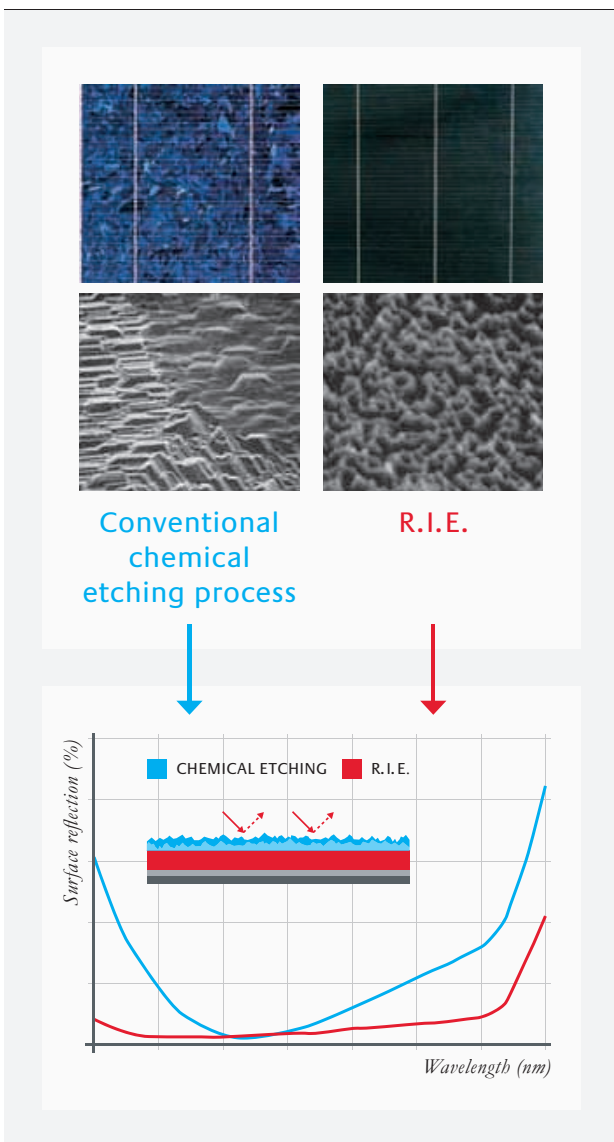 Conventional
chemical
etching process
R.I.E.
CHEMICAL ETCHING
R.I.E.
Surface reflection (%)
Wavelength (nm)